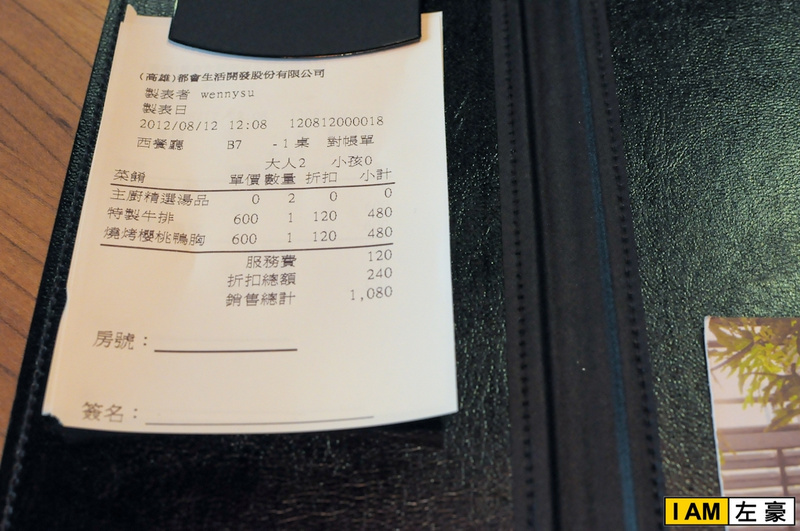 (高雄)都會生活開發股份有限公司
製表者 wennysu
製表日
2012/08/12 12:08 120812000018
西餐廳 B7 -1 桌 對帳單
大人2 小孩0
菜餚 單價 數量 折扣 小計
主廚精選湯品 0 2 0 0
特製牛排 600 1 120 480
燒烤櫻桃鴨胸 600 1 120 480
服務費 120
折扣總額 240
銷售總計 1,080
房號：
簽名：
I AM 左豪